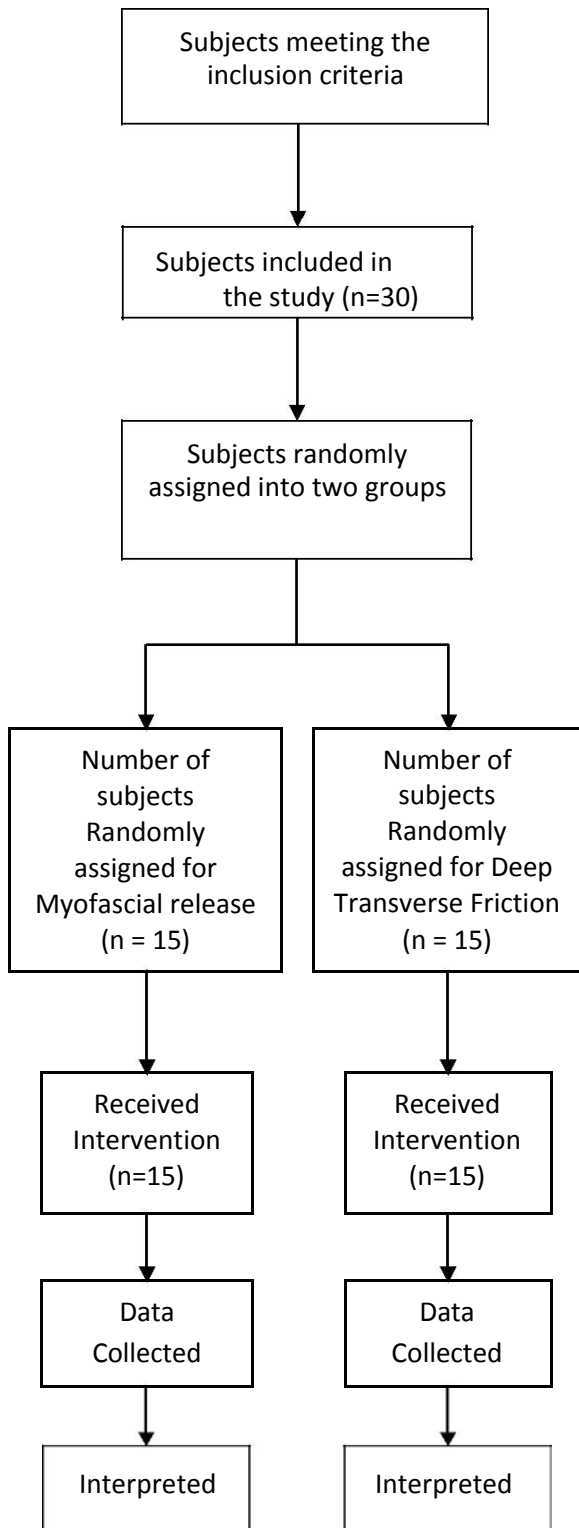 Subjects meeting the
inclusion criteria
Subjects included in
the study (n=30)
Subjects randomly
assigned into two groups
Number of
subjects
Randomly
assigned for
Myofascial release
(n = 15)
Number of
subjects
Randomly
assigned for Deep
Transverse Friction
(n = 15)
Received
Intervention
(n=15)
Received
Intervention
(n=15)
Data
Collected
Data
Collected
Interpreted
Interpreted